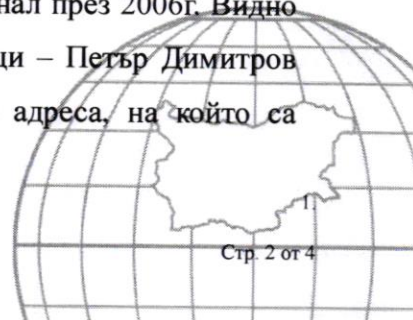 нал през 2006г. Видно
ци – Петър Димитров
адреса, на който са
1.
Стр. 2 от 4